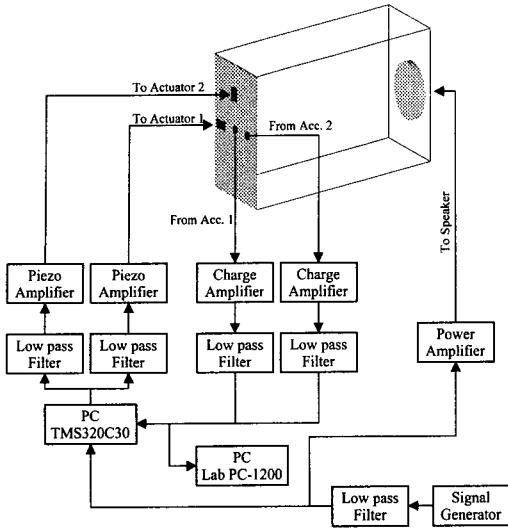 To Actuator 2
To Actuator 1
From Acc. 2
From Acc. 1
To Speaker
Piezo
Amplifier
Piezo
Amplifier
Charge
Amplifier
Charge
Amplifier
Low pass
Filter
Low pass
Filter
Low pass
Filter
Low pass
Filter
Power
Amplifier
PC
TMS320C30
PC
Lab PC-1200
Low pass
Filter
Signal
Generator